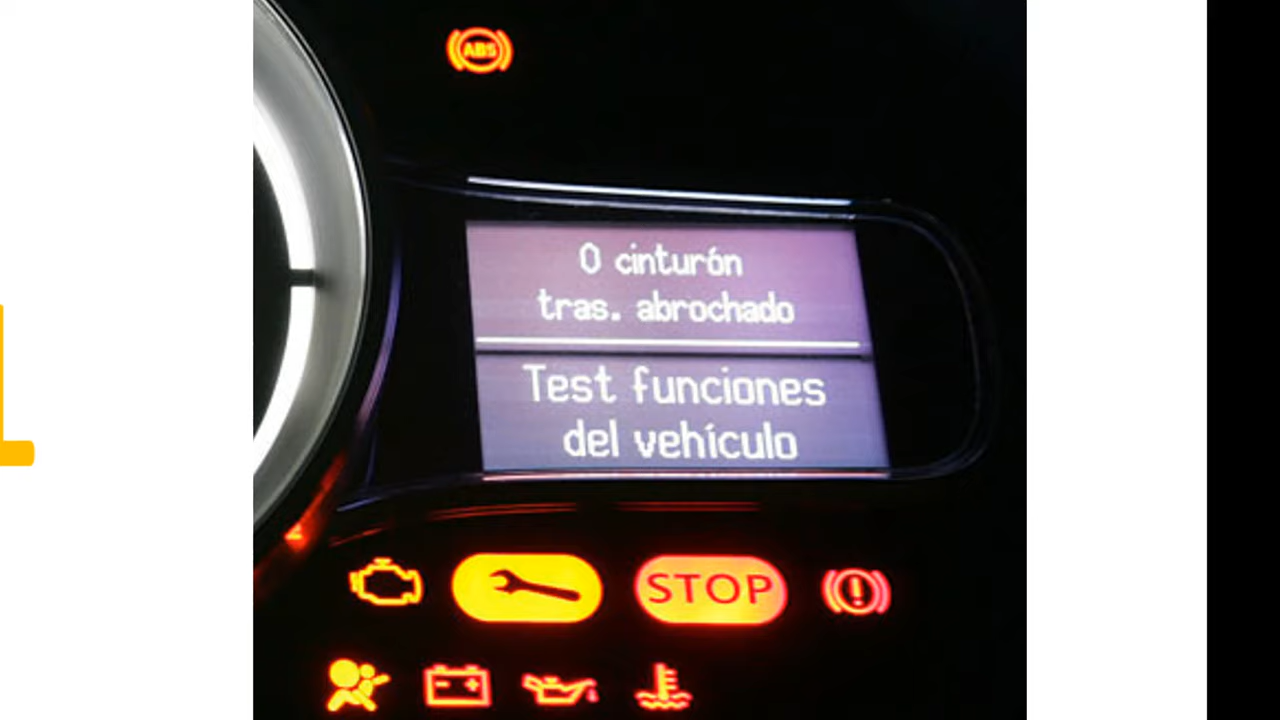 ABS
0 cinturón
tras. abrochado
Test funciones
del vehículo
STOP